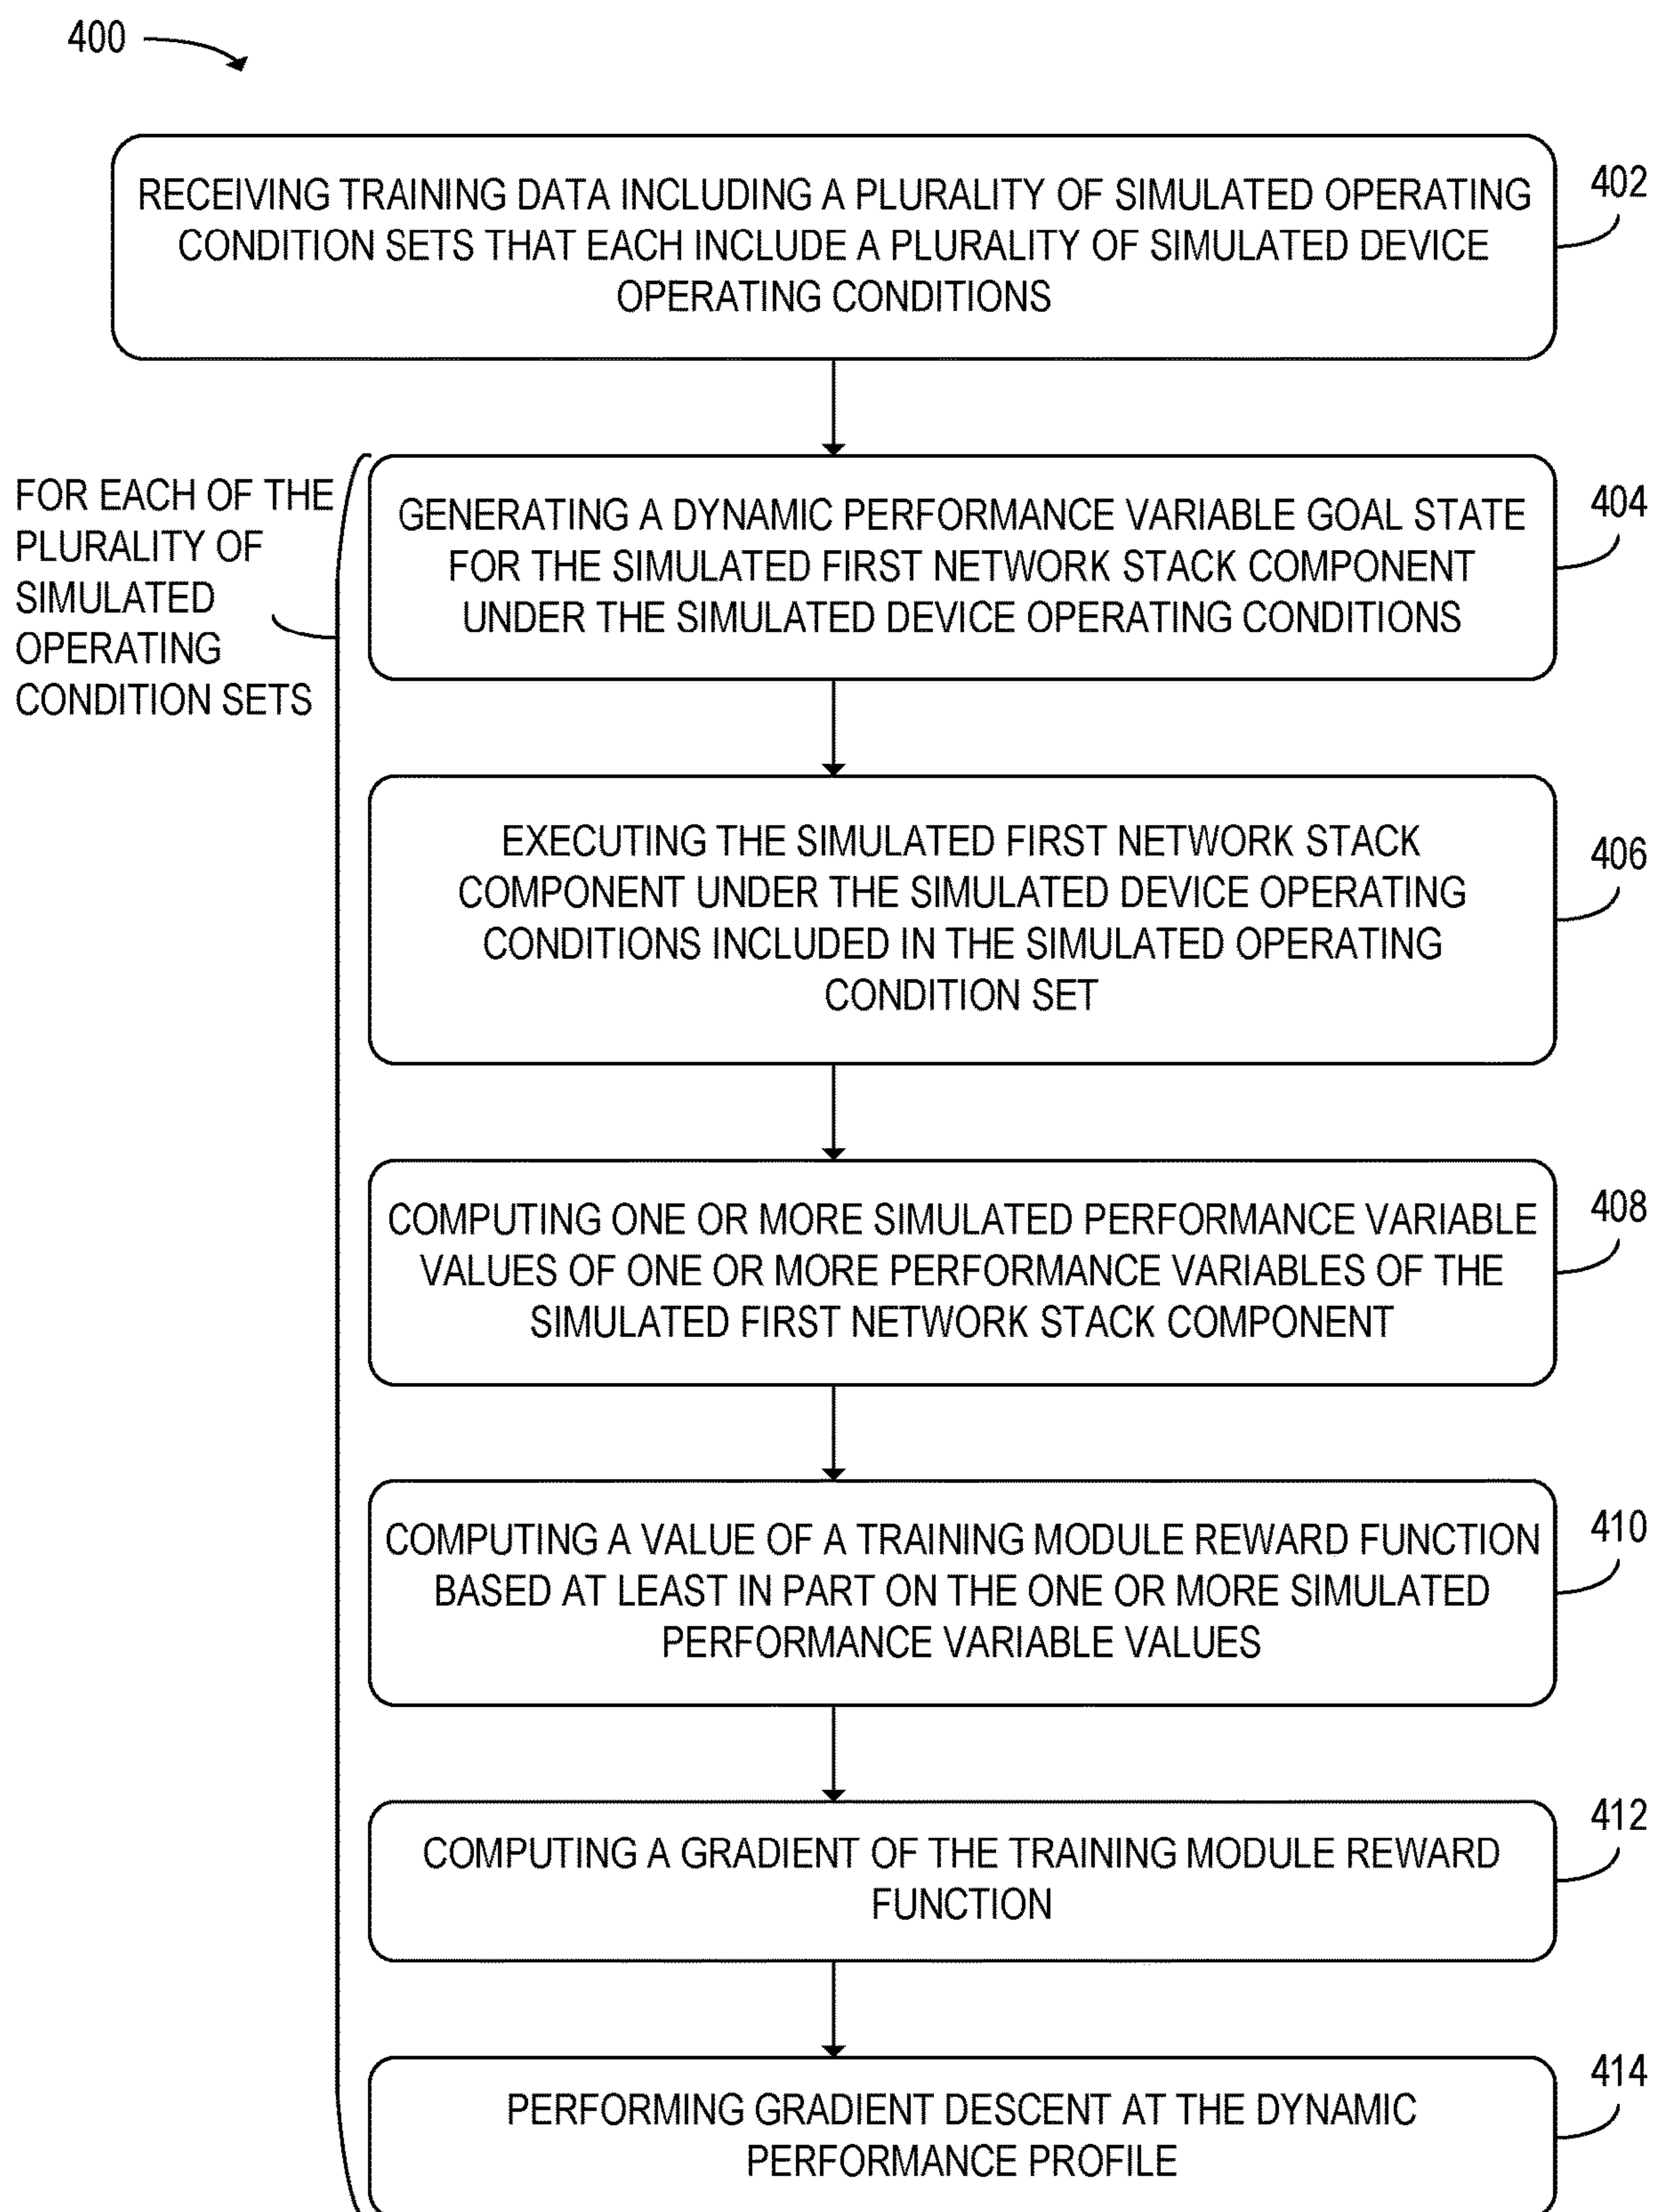 400
RECEIVING TRAINING DATA INCLUDING A PLURALITY OF SIMULATED OPERATING
CONDITION SETS THAT EACH INCLUDE A PLURALITY OF SIMULATED DEVICE
OPERATING CONDITIONS
402
FOR EACH OF THE
PLURALITY OF
SIMULATED
OPERATING
CONDITION SETS
GENERATING A DYNAMIC PERFORMANCE VARIABLE GOAL STATE
FOR THE SIMULATED FIRST NETWORK STACK COMPONENT
UNDER THE SIMULATED DEVICE OPERATING CONDITIONS
404
EXECUTING THE SIMULATED FIRST NETWORK STACK
COMPONENT UNDER THE SIMULATED DEVICE OPERATING
CONDITIONS INCLUDED IN THE SIMULATED OPERATING
CONDITION SET
406
COMPUTING ONE OR MORE SIMULATED PERFORMANCE VARIABLE
VALUES OF ONE OR MORE PERFORMANCE VARIABLES OF THE
SIMULATED FIRST NETWORK STACK COMPONENT
408
COMPUTING A VALUE OF A TRAINING MODULE REWARD FUNCTION
BASED AT LEAST IN PART ON THE ONE OR MORE SIMULATED
PERFORMANCE VARIABLE VALUES
410
COMPUTING A GRADIENT OF THE TRAINING MODULE REWARD
FUNCTION
412
PERFORMING GRADIENT DESCENT AT THE DYNAMIC
PERFORMANCE PROFILE
414